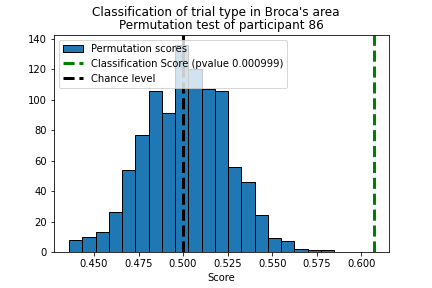 Classification of trial type in Broca's area
Permutation test of participant 86
Permutation scores
Classification Score (pvalue 0.000999)
Chance level
140
120
100
80
60
40
20
0
0.450 0.475 0.500 0.525 0.550 0.575 0.600
Score